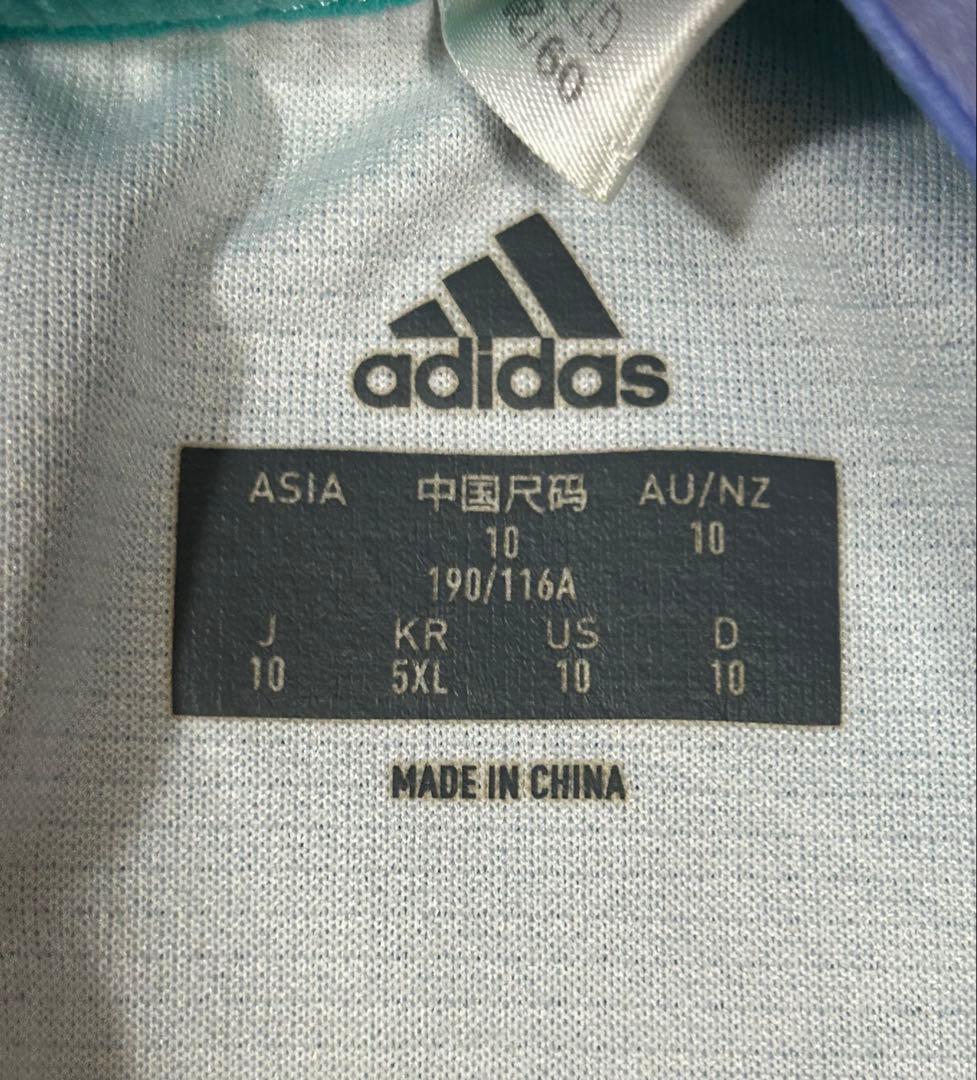 adidas
ASIA 中国尺码 AU/NZ
10 10
190/116A
J KR US D
10 5XL 10 10
MADE IN CHINA